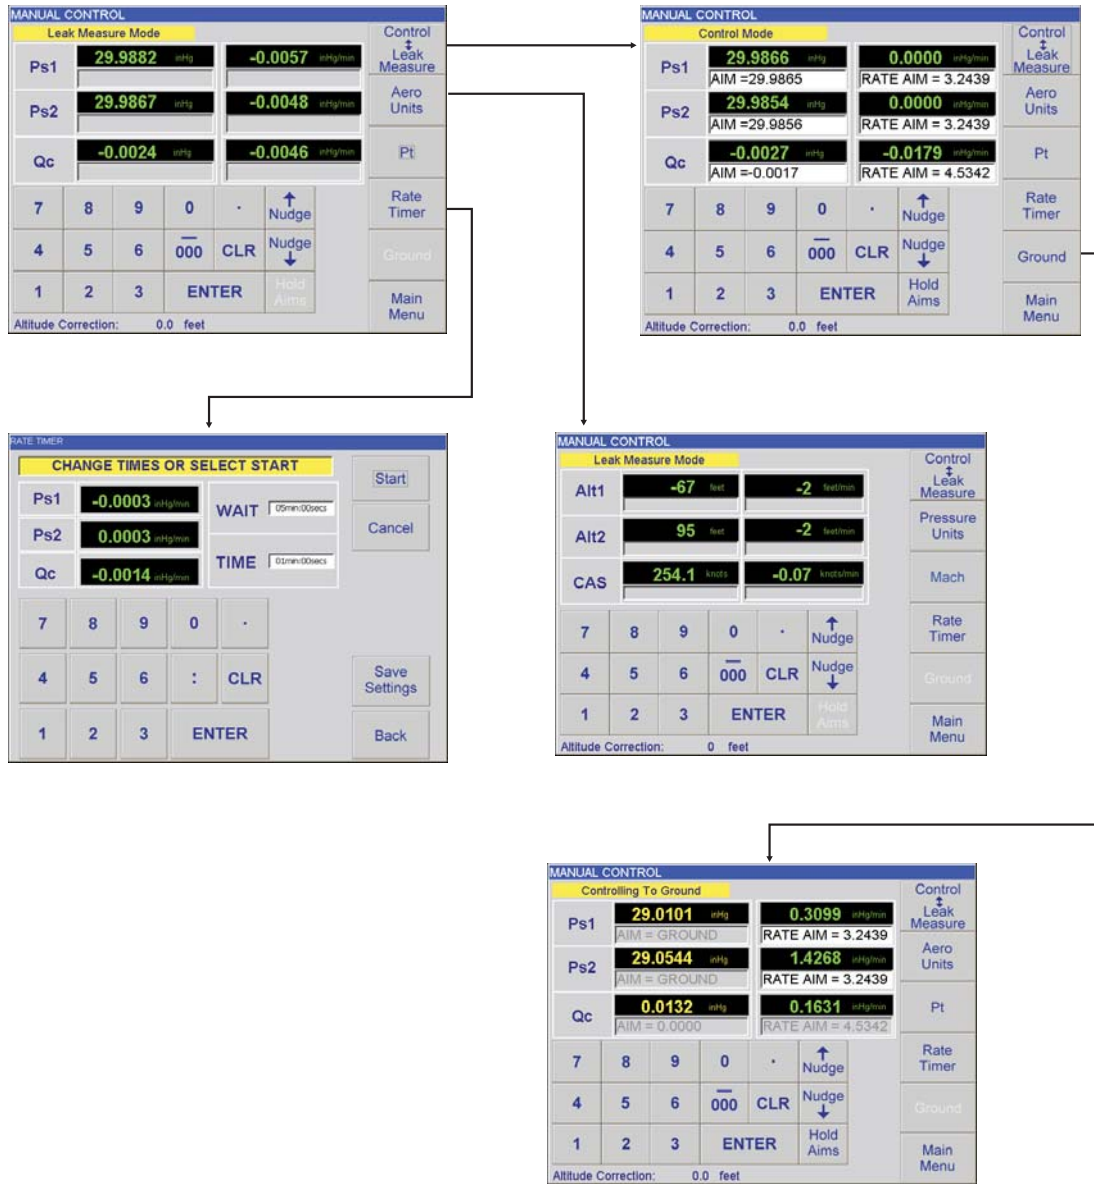 MANUAL CONTROL
Leak Measure Mode
Ps1 29.9882 inHg -0.0057 inHg/min
Ps2 29.9867 inHg -0.0048 inHg/min
Qc -0.0024 inHg -0.0046 inHg/min
Control
Leak
Measure
Aero
Units
Pt
Rate
Timer
Ground
Main
Menu
7 8 9 0 . Nudge
4 5 6 000 CLR Nudge
1 2 3 ENTER Hold
Aims
Altitude Correction: 0.0 feet
MANUAL CONTROL
Control Mode
Ps1 29.9866 inHg 0.0000 inHg/min
AIM =29.9865 RATE AIM = 3.2439
Ps2 29.9854 inHg 0.0000 inHg/min
AIM =29.9856 RATE AIM = 3.2439
Qc -0.0027 inHg -0.0179 inHg/min
AIM =-0.0017 RATE AIM = 4.5342
Control
Leak
Measure
Aero
Units
Pt
Rate
Timer
Ground
Main
Menu
7 8 9 0 . Nudge
4 5 6 000 CLR Nudge
1 2 3 ENTER Hold
Aims
Altitude Correction: 0.0 feet
RATE TIMER
CHANGE TIMES OR SELECT START
Ps1 -0.0003 inHg/min
Ps2 0.0003 inHg/min
Qc -0.0014 inHg/min
WAIT 05min:00secs
TIME 01min:00secs
Start
Cancel
Save
Settings
Back
7 8 9 0 .
4 5 6 : CLR
1 2 3 ENTER
MANUAL CONTROL
Leak Measure Mode
Alt1 -67 feet -2 feet/min
Alt2 95 feet -2 feet/min
CAS 254.1 knots -0.07 knots/min
Control
Leak
Measure
Pressure
Units
Mach
Rate
Timer
Ground
Main
Menu
7 8 9 0 . Nudge
4 5 6 000 CLR Nudge
1 2 3 ENTER Hold
Aims
Altitude Correction: 0 feet
MANUAL CONTROL
Controlling To Ground
Ps1 29.0101 inHg 0.3099 inHg/min
AIM = GROUND RATE AIM = 3.2439
Ps2 29.0544 inHg 1.4268 inHg/min
AIM = GROUND RATE AIM = 3.2439
Qc 0.0132 inHg 0.1631 inHg/min
AIM = 0.0000 RATE AIM = 4.5342
Control
Leak
Measure
Aero
Units
Pt
Rate
Timer
Ground
Main
Menu
7 8 9 0 . Nudge
4 5 6 000 CLR Nudge
1 2 3 ENTER Hold
Aims
Altitude Correction: 0.0 feet